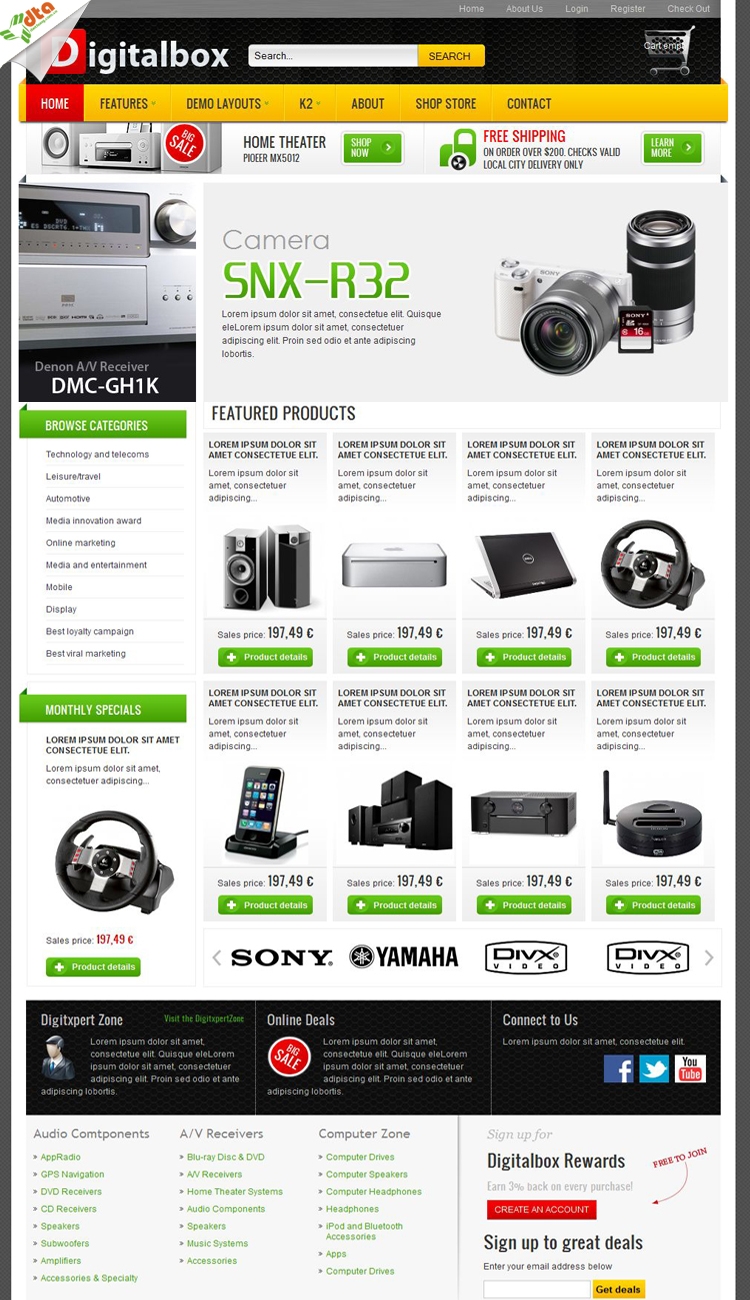 dta
Home About Us Login Register Check Out
Digitalbox
Search...
SEARCH
Cart empty
HOME FEATURES DEMO LAYOUTS K2 ABOUT SHOP STORE CONTACT
BIG SALE
HOME THEATER
PIOEER MX5012
SHOP NOW
FREE SHIPPING
ON ORDER OVER $200. CHECKS VALID
LOCAL CITY DELIVERY ONLY
LEARN MORE
Denon A/V Receiver
DMC-GH1K
Camera
SNX-R32
Lorem ipsum dolor sit amet, consectetue elit. Quisque
eleLorem ipsum dolor sit amet, consectetuer
adipiscing elit. Proin sed odio et ante adipiscing
lobortis.
SONY
SONY
16
BROWSE CATEGORIES
Technology and telecoms
Leisure/travel
Automotive
Media innovation award
Online marketing
Media and entertainment
Mobile
Display
Best loyalty campaign
Best viral marketing
MONTHLY SPECIALS
LOREM IPSUM DOLOR SIT AMET
CONSECTETUE ELIT.
Lorem ipsum dolor sit amet,
consectetuer adipiscing...
Sales price: 197,49 €
Product details
FEATURED PRODUCTS
LOREM IPSUM DOLOR SIT
AMET CONSECTETUE ELIT.
Lorem ipsum dolor sit
amet, consectetuer
adipiscing...
Sales price: 197,49 €
Product details
LOREM IPSUM DOLOR SIT
AMET CONSECTETUE ELIT.
Lorem ipsum dolor sit
amet, consectetuer
adipiscing...
Sales price: 197,49 €
Product details
LOREM IPSUM DOLOR SIT
AMET CONSECTETUE ELIT.
Lorem ipsum dolor sit
amet, consectetuer
adipiscing...
Sales price: 197,49 €
Product details
LOREM IPSUM DOLOR SIT
AMET CONSECTETUE ELIT.
Lorem ipsum dolor sit
amet, consectetuer
adipiscing...
Sales price: 197,49 €
Product details
LOREM IPSUM DOLOR SIT
AMET CONSECTETUE ELIT.
Lorem ipsum dolor sit
amet, consectetuer
adipiscing...
Sales price: 197,49 €
Product details
LOREM IPSUM DOLOR SIT
AMET CONSECTETUE ELIT.
Lorem ipsum dolor sit
amet, consectetuer
adipiscing...
Sales price: 197,49 €
Product details
LOREM IPSUM DOLOR SIT
AMET CONSECTETUE ELIT.
Lorem ipsum dolor sit
amet, consectetuer
adipiscing...
Sales price: 197,49 €
Product details
LOREM IPSUM DOLOR SIT
AMET CONSECTETUE ELIT.
Lorem ipsum dolor sit
amet, consectetuer
adipiscing...
Sales price: 197,49 €
Product details
SONY. YAMAHA DIVX VIDEO DIVX VIDEO
Digitxpert Zone
Visit the DigitxpertZone
Lorem ipsum dolor sit amet,
consectetue elit. Quisque eleLorem
ipsum dolor sit amet, consectetuer
adipiscing elit. Proin sed odio et ante
adipiscing lobortis.
Online Deals
BIG SALE
Lorem ipsum dolor sit amet,
consectetue elit. Quisque eleLorem
ipsum dolor sit amet, consectetuer
adipiscing elit. Proin sed odio et ante
adipiscing lobortis.
Connect to Us
Lorem ipsum dolor sit amet, consectetue elit.
You Tube
Audio Comtponents
» AppRadio
» GPS Navigation
» DVD Receivers
» CD Receivers
» Speakers
» Subwoofers
» Amplifiers
» Accessories & Specialty
A/V Receivers
» Blu-ray Disc & DVD
» A/V Receivers
» Home Theater Systems
» Audio Components
» Speakers
» Music Systems
» Accessories
Computer Zone
» Computer Drives
» Computer Speakers
» Computer Headphones
» Headphones
» iPod and Bluetooth
Accessories
» Apps
» Computer Drives
Sign up for
Digitalbox Rewards
Earn 3% back on every purchase!
FREE TO JOIN
CREATE AN ACCOUNT
Sign up to great deals
Enter your email address below
Get deals